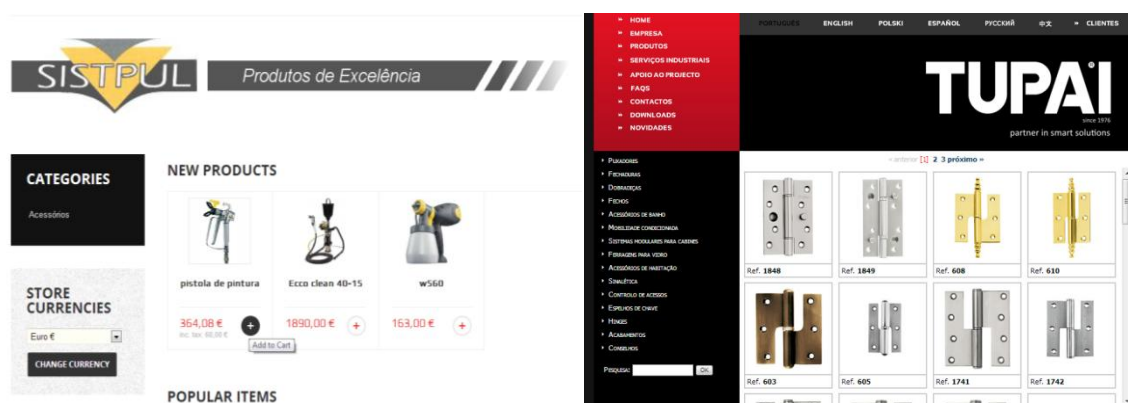 SISTPUL
Produtos de Excelência
CATEGORIES
Acessórios
STORE
CURRENCIES
Euro €
CHANGE CURRENCY
NEW PRODUCTS
pistola de pintura
Ecco clean 40-15
w560
364,08 €
inc. tax: 68,08 €
1890,00 €
163,00 €
+
+
+
Add to Cart
POPULAR ITEMS
» HOME
» EMPRESA
» PRODUTOS
» SERVIÇOS INDUSTRIAIS
» APOIO AO PROJECTO
» FAQS
» CONTACTOS
» DOWNLOADS
» NOVIDADES
PORTUGUÊS ENGLISH POLSKI ESPAÑOL РУССКИЙ 中文 » CLIENTES
TUPAI
since 1976
partner in smart solutions
PUXADORES
FECHADURAS
DOBRADIÇAS
FECHOS
ACESSÓRIOS DE BANHO
MOBILIDADE CONDICIONADA
SISTEMAS MODULARES PARA CABINES
FERRAGENS PARA VIDRO
ACESSÓRIOS DE HABITAÇÃO
SINALÉTICA
CONTROLO DE ACESSOS
ESPELHOS DE CHAVE
HINGES
ACABAMENTOS
CONSELHOS
PESQUISA: OK
« anterior [1] 2 3 próximo »
Ref. 1848
Ref. 1849
Ref. 608
Ref. 610
Ref. 603
Ref. 605
Ref. 1741
Ref. 1742